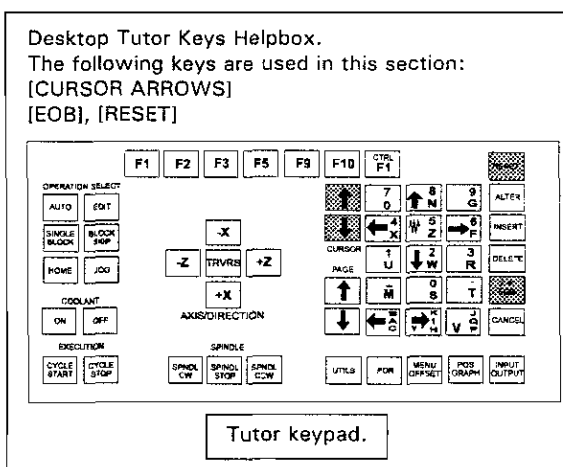 Desktop Tutor Keys Helpbox.
The following keys are used in this section:
[CURSOR ARROWS]
[EOB], [RESET]
F1 F2 F3 F5 F9 F10 CTRL F1
OPERATION SELECT
AUTO EDIT
SINGLE BLOCK BLOCK SKIP
HOME JOG
COOLANT
ON OFF
EXECUTION
CYCLE START CYCLE STOP
-X
-Z TRVRS +Z
+X
AXIS/DIRECTION
SPINDLE
SPNDL CW SPINDL STOP SPNDL CCW
7 O 8 N 9 G ALTER
4 X 5 Z 6 F INSERT
CURSOR
1 U 2 W 3 R DELETE
PAGE
M 0 S T
CANCEL
UTILS PGR MENU OFFSET POS GRAPH INPUT OUTPUT
Tutor keypad.